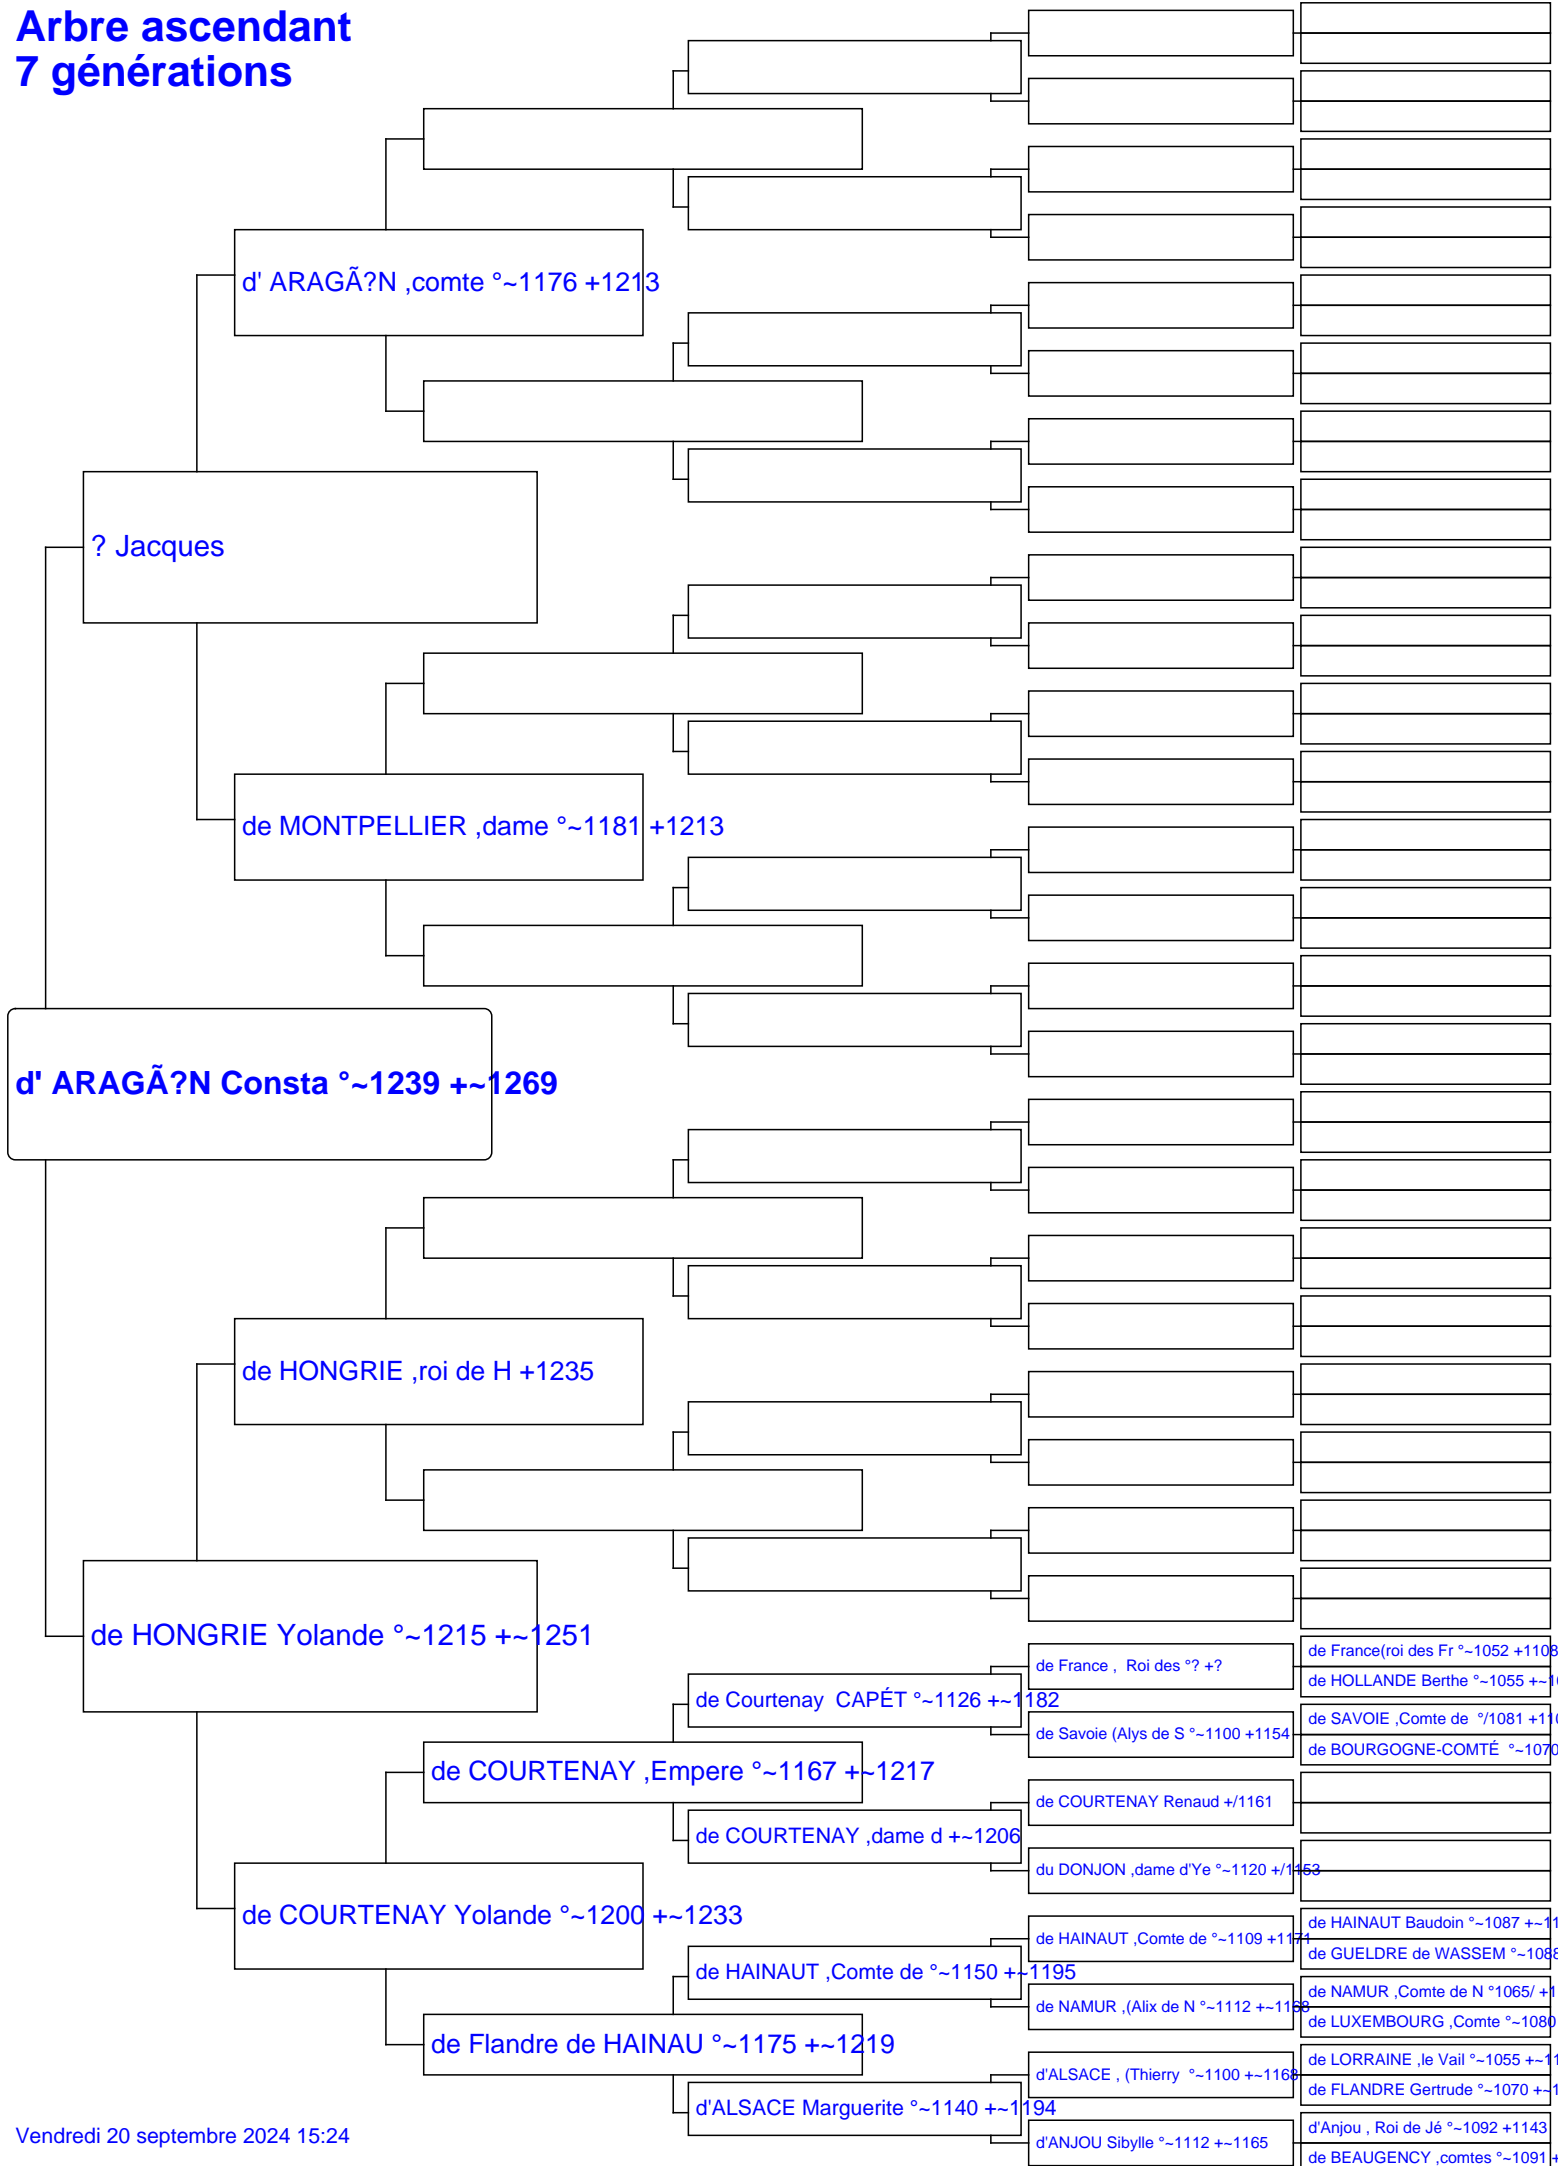 Arbre ascendant
7 générations
d' ARAGÃ?N ,comte °~1176 +1213
? Jacques
de MONTPELLIER ,dame °~1181 +1213
d' ARAGÃ?N Consta °~1239 +~1269
de HONGRIE ,roi de H +1235
de HONGRIE Yolande °~1215 +~1251
de France(roi des Fr °~1052 +1108
de France ,  Roi des °? +?
de HOLLANDE Berthe °~1055 +~1
de Courtenay  CAPÉT °~1126 +~1182
de SAVOIE ,Comte de  °/1081 +11
de Savoie (Alys de S °~1100 +1154
de BOURGOGNE-COMTÉ  °~1070
de COURTENAY ,Empere °~1167 +~1217
de COURTENAY Renaud +/1161
de COURTENAY ,dame d +~1206
du DONJON ,dame d'Ye °~1120 +/1153
de COURTENAY Yolande °~1200 +~1233
de HAINAUT Baudoin °~1087 +~11
de HAINAUT ,Comte de °~1109 +1171
de GUELDRE de WASSEM °~1088
de HAINAUT ,Comte de °~1150 +~1195
de NAMUR ,Comte de N °1065/ +1
de NAMUR ,(Alix de N °~1112 +~1168
de LUXEMBOURG ,Comte °~1080
de Flandre de HAINAU °~1175 +~1219
de LORRAINE ,le Vail °~1055 +~11
d'ALSACE , (Thierry  °~1100 +~1168
de FLANDRE Gertrude °~1070 +~1
d'ALSACE Marguerite °~1140 +~1194
d'Anjou , Roi de Jé °~1092 +1143
d'ANJOU Sibylle °~1112 +~1165
de BEAUGENCY ,comtes °~1091 +
Vendredi 20 septembre 2024 15:24